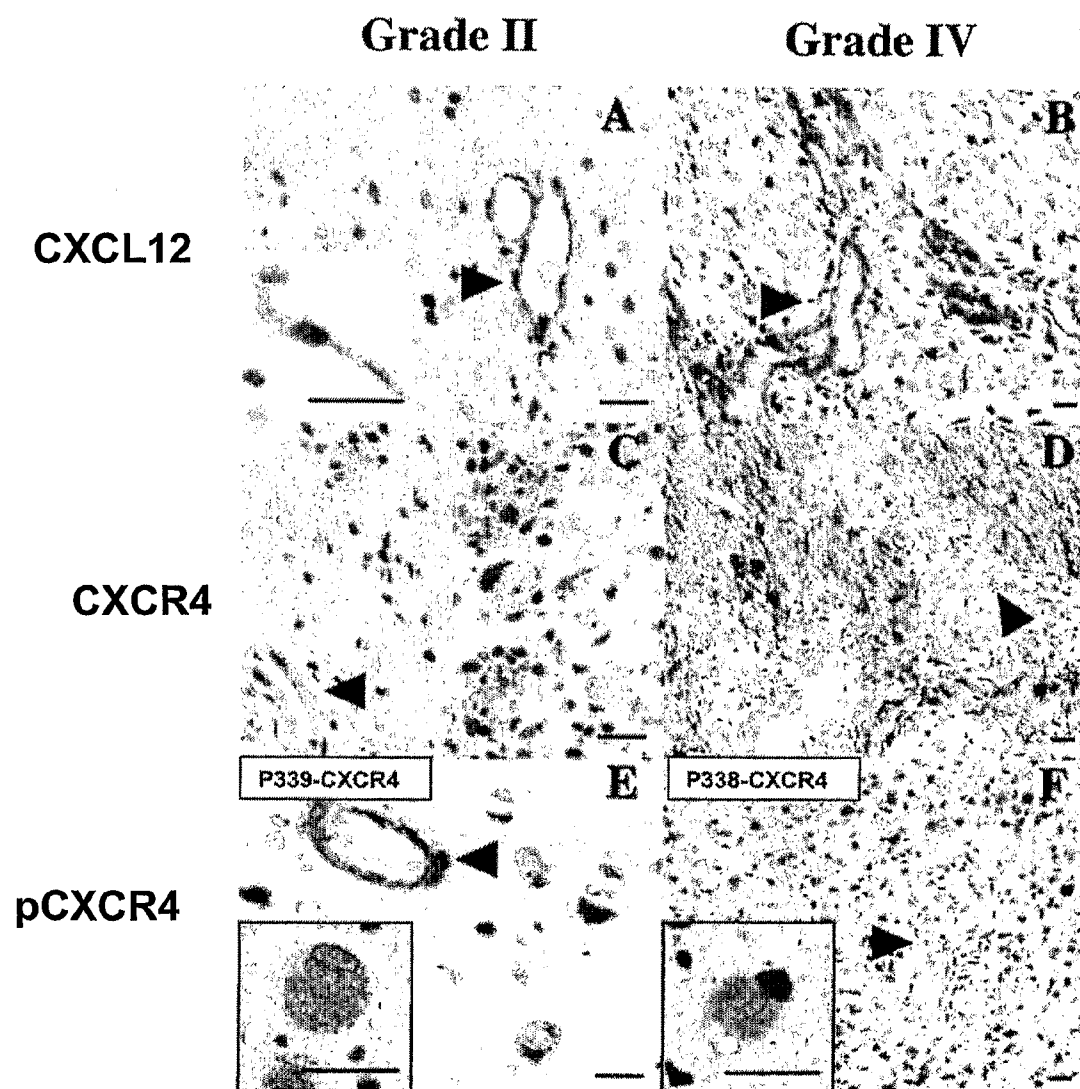 Grade II
Grade IV
A
B
CXCL12
C
D
CXCR4
P339-CXCR4
E
P338-CXCR4
F
pCXCR4